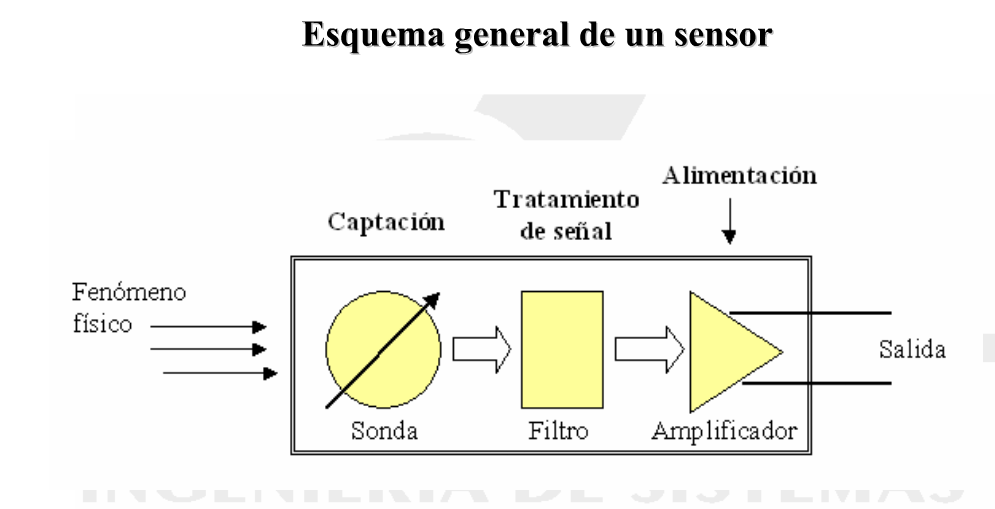 Esquema general de un sensor
Alimentación
Tratamiento
de señal
Captación
Fenómeno
físico
Salida
Sonda
Filtro
Amplificador
INGENIERIA DE SISTEMAS